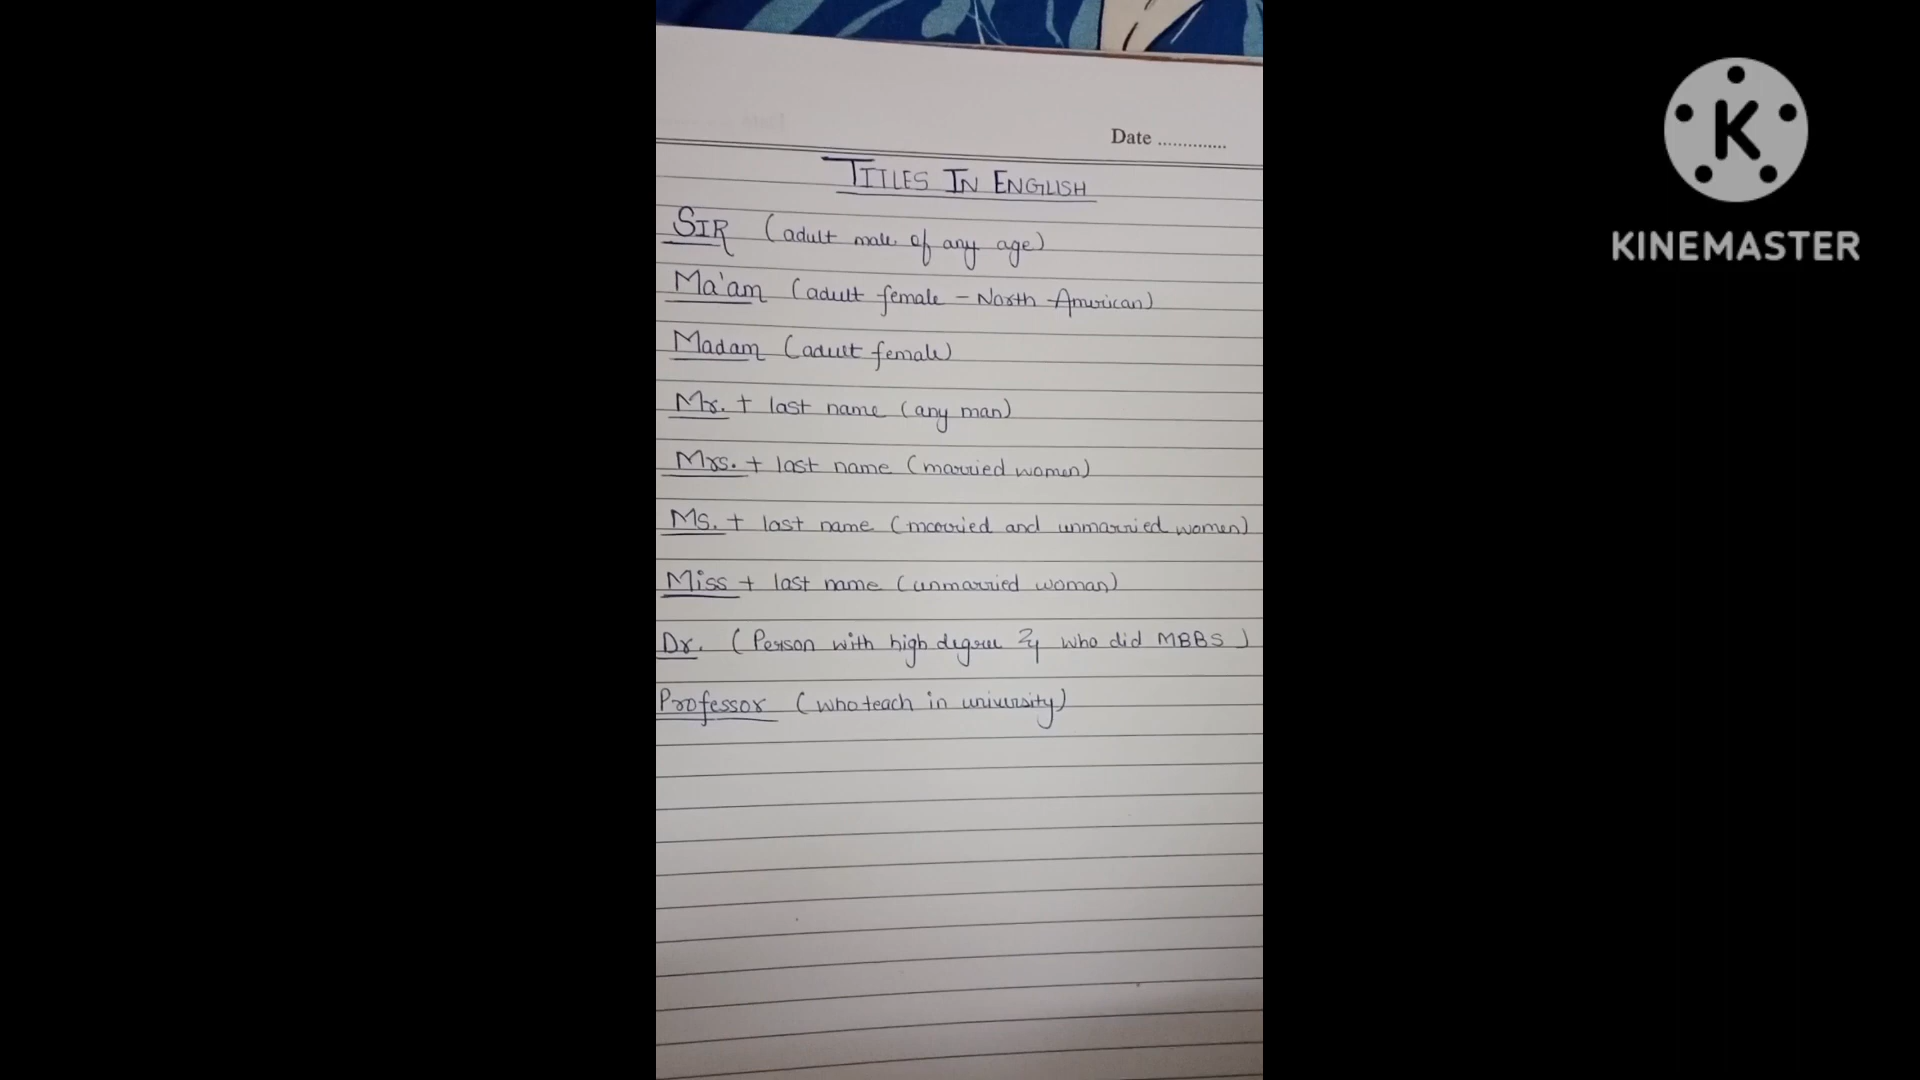 Date ..............
TITLES IN ENGLISH
SIR (adult male of any age)
Ma'am (adult female - North American)
Madam (adult female)
Mr. + last name (any man)
Mrs. + last name (married women)
Ms. + last name (married and unmarried women)
Miss + last name (unmarried woman)
Dr. (Person with high degree & who did MBBS)
Professor (who teach in university)
K
KINEMASTER